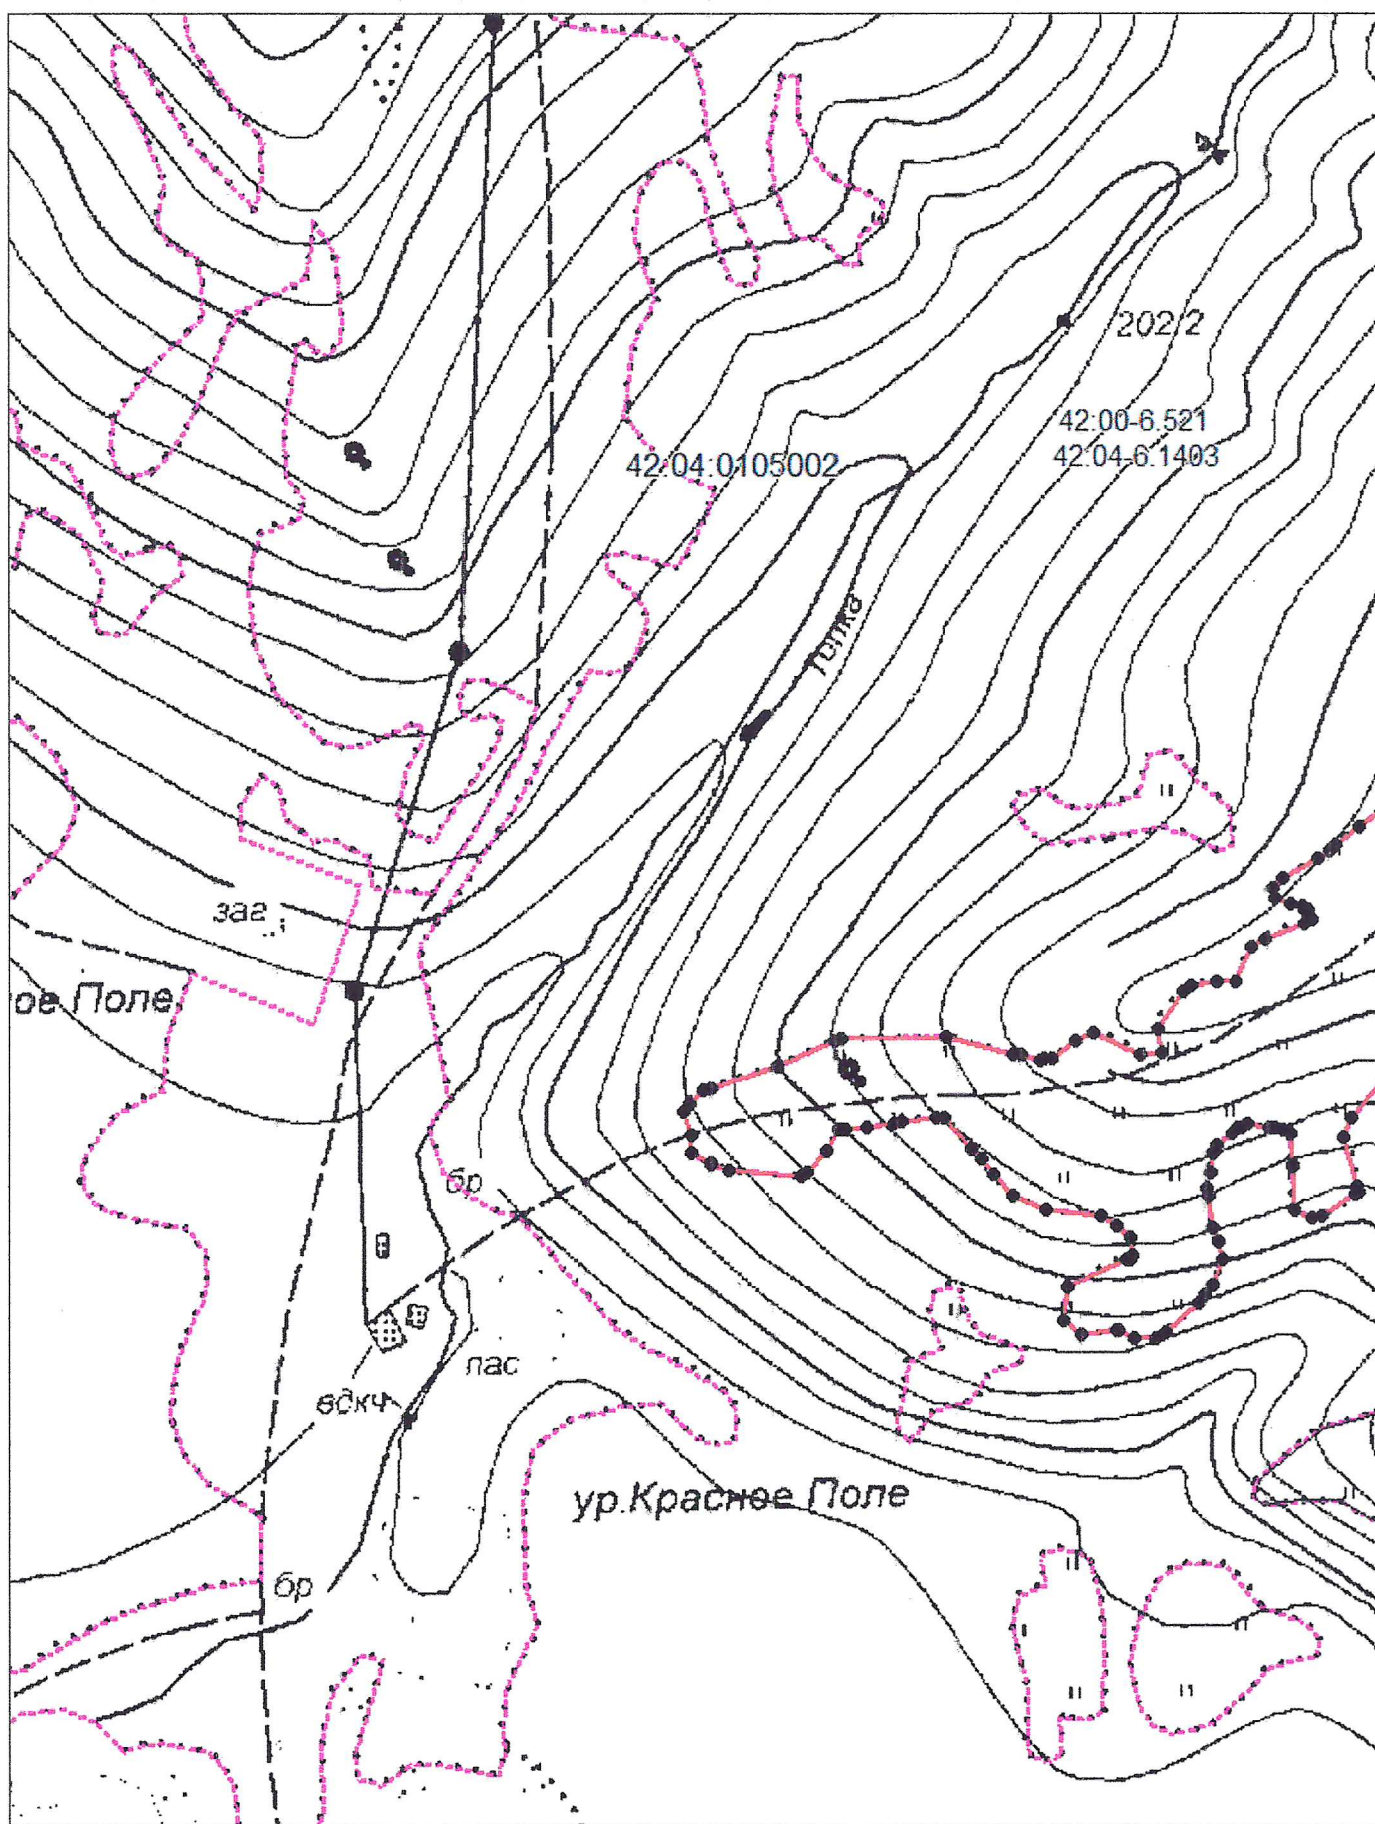 202/2
42:00-6.521
42:04-6.1403
42:04:0105002
Топка
заг
ое Поле
бр
пас
вдкч
ур.Красное Поле
бр